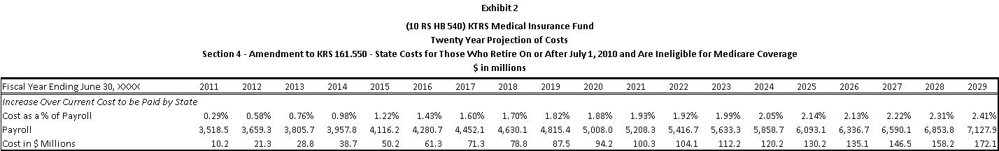 Exhibit 2
(10 RS HB 540) KTRS Medical Insurance Fund
Twenty Year Projection of Costs
Section 4 - Amendment to KRS 161.550 - State Costs for Those Who Retire On or After July 1, 2010 and Are Ineligible for Medicare Coverage
$ in millions
Fiscal Year Ending June 30, XXXX 2011 2012 2013 2014 2015 2016 2017 2018 2019 2020 2021 2022 2023 2024 2025 2026 2027 2028 2029
Increase Over Current Cost to be Paid by State
Cost as a % of Payroll 0.29% 0.58% 0.76% 0.98% 1.22% 1.43% 1.60% 1.70% 1.82% 1.88% 1.93% 1.92% 1.99% 2.05% 2.14% 2.13% 2.22% 2.31% 2.41%
Payroll 3,518.5 3,659.3 3,805.7 3,957.8 4,116.2 4,280.7 4,452.1 4,630.1 4,815.4 5,008.0 5,208.3 5,416.7 5,633.3 5,858.7 6,093.1 6,336.7 6,590.1 6,853.8 7,127.9
Cost in $ Millions 10.2 21.3 28.8 38.7 50.2 61.3 71.3 78.8 87.5 94.2 100.3 104.1 112.2 120.2 130.2 135.1 146.5 158.2 172.1